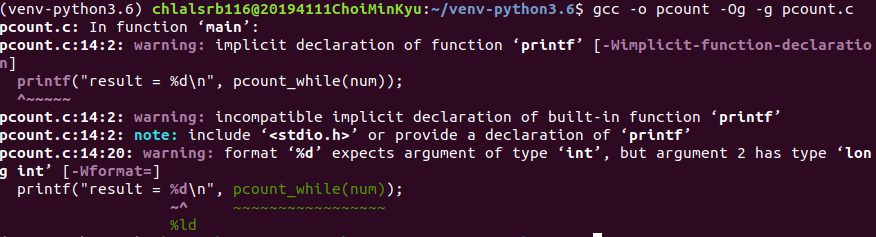 (venv-python3.6) chlalsrb116@20194111ChoiMinKyu:~/venv-python3.6$ gcc -o pcount -Og -g pcount.c
pcount.c: In function ‘main’:
pcount.c:14:2: warning: implicit declaration of function ‘printf’ [-Wimplicit-function-declaratio
n]
  printf("result = %d\n", pcount_while(num));
  ^~~~~~
pcount.c:14:2: warning: incompatible implicit declaration of built-in function ‘printf’
pcount.c:14:2: note: include ‘<stdio.h>’ or provide a declaration of ‘printf’
pcount.c:14:20: warning: format ‘%d’ expects argument of type ‘int’, but argument 2 has type ‘lon
g int’ [-Wformat=]
  printf("result = %d\n", pcount_while(num));
                   ~^     ~~~~~~~~~~~~~~~~~
                   %ld